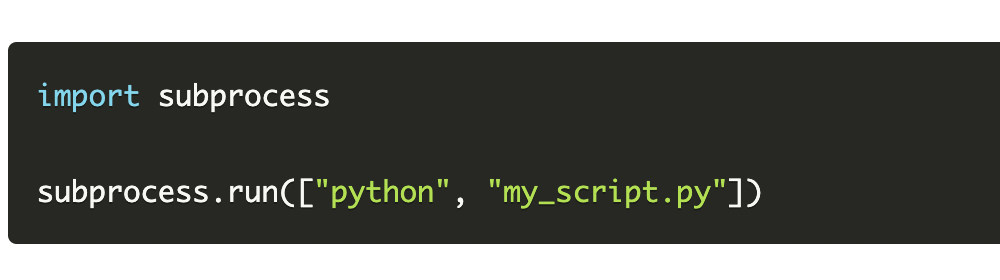 import subprocess
subprocess.run(["python", "my_script.py"])